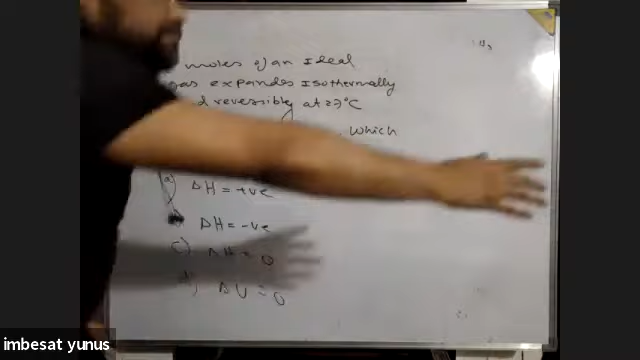 moles of an Ideal
gas expandes Isothermally
d reversibly at 27°C
Which
a) ΔH = +ve
ΔH = -ve
c) ΔH = 0
d) ΔU = 0
imbesat yunus